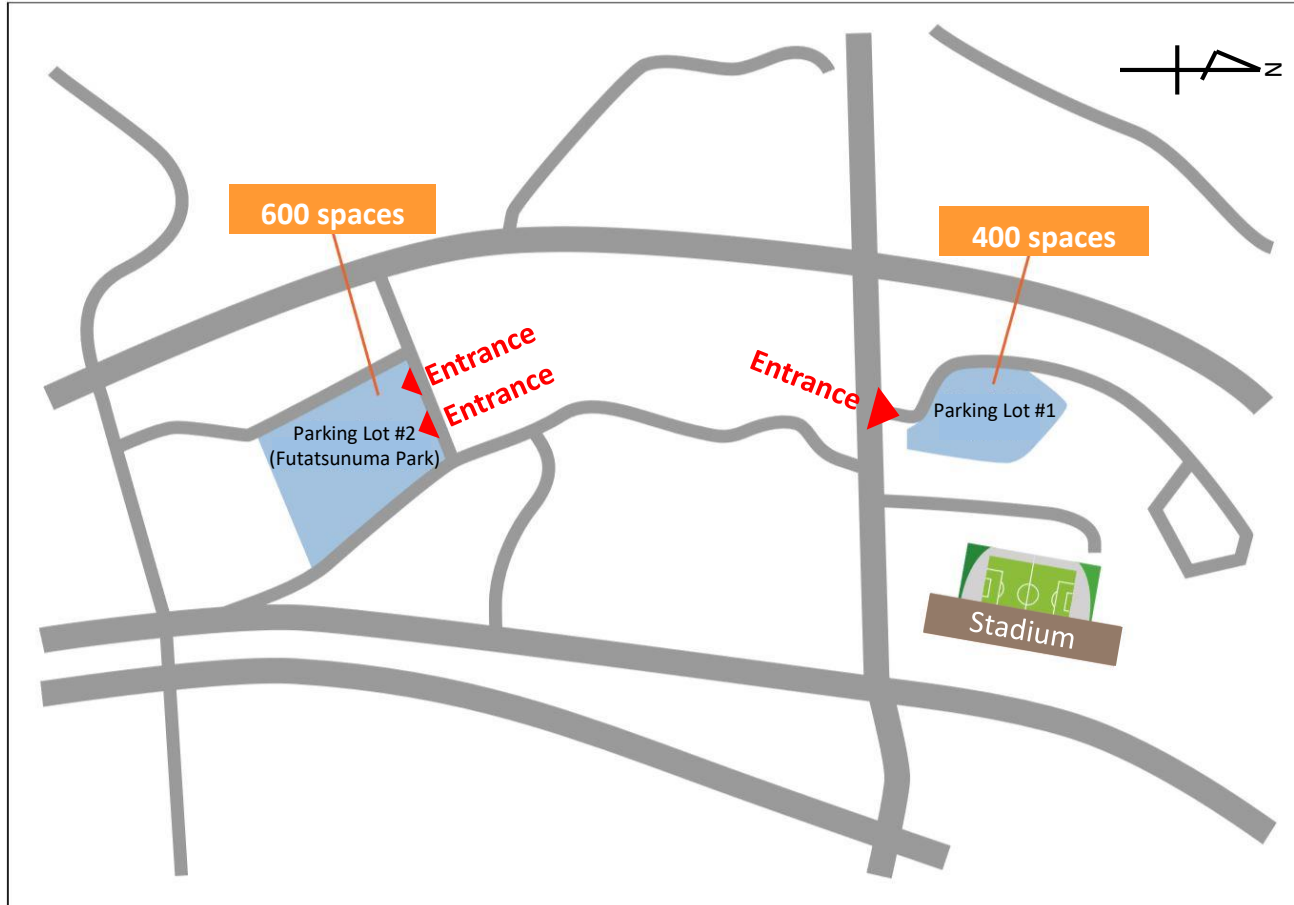 N
600 spaces
400 spaces
Entrance
Entrance
Entrance
Parking Lot #1
Parking Lot #2
(Futatsunuma Park)
Stadium